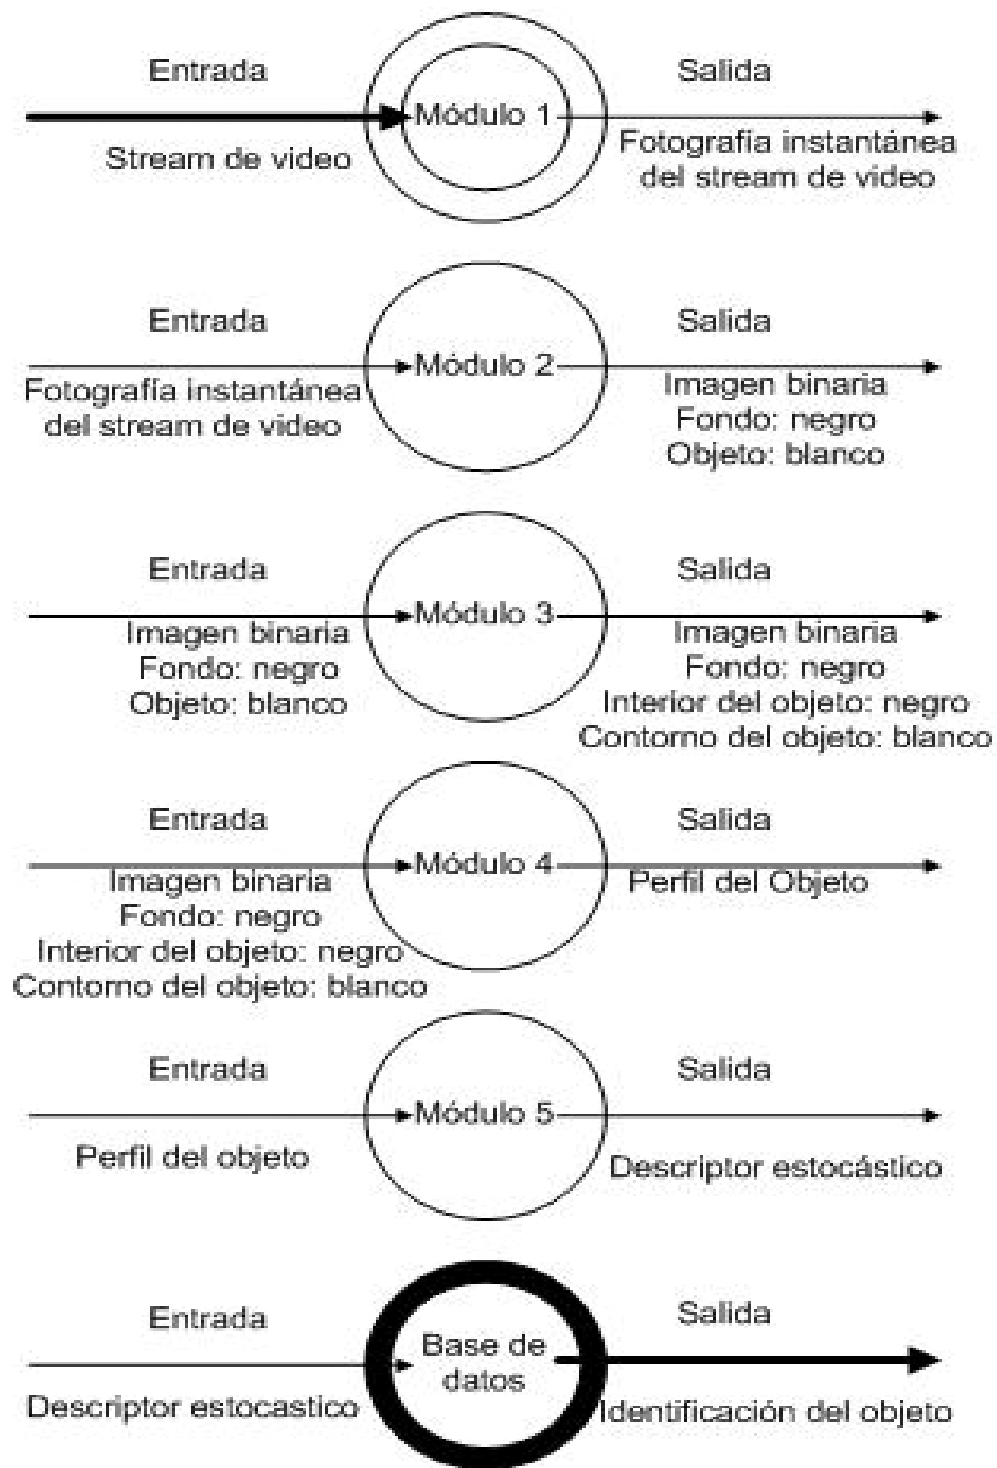 Entrada
Salida
Módulo 1
Stream de video
Fotografia instantánea
del stream de video
Entrada
Salida
Módulo 2
Fotografía instantánea
del stream de video
Imagen binaria
Fondo: negro
Objeto: blanco
Entrada
Salida
Módulo 3
Imagen binaria
Fondo: negro
Objeto: blanco
Imagen binaria
Fondo: negro
Interior del objeto: negro
Contorno del objeto: blanco
Entrada
Salida
Módulo 4
Imagen binaria
Fondo: negro
Interior del objeto: negro
Contorno del objeto: blanco
Perfil del Objeto
Entrada
Salida
Módulo 5
Perfil del objeto
Descriptor estocástico
Entrada
Salida
Base de
datos
Descriptor estocastico
Identificación del objeto